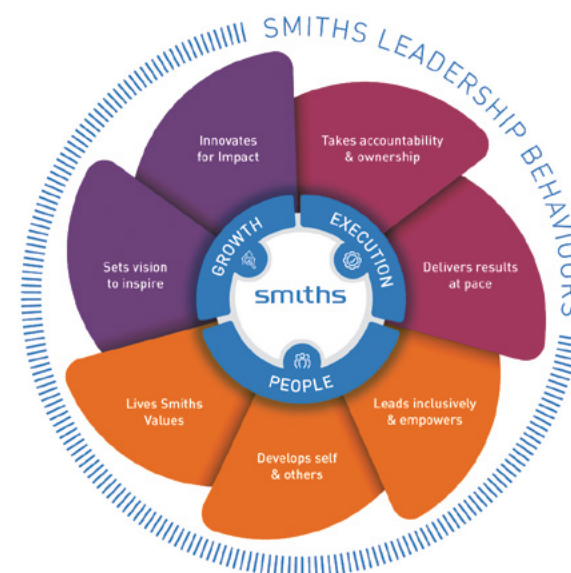 SMITHS LEADERSHIP BEHAVIOURS
Innovates
for Impact
Takes accountability
& ownership
GROWTH
EXECUTION
Sets vision
to inspire
smiths
Delivers results
at pace
PEOPLE
Lives Smiths
Values
Leads inclusively
& empowers
Develops self
& others